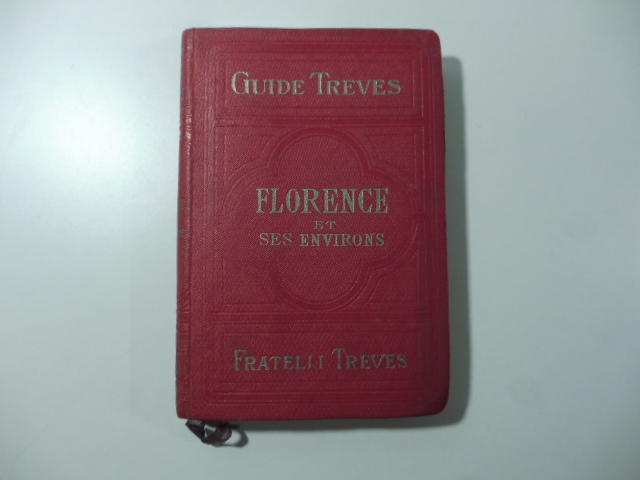 GUIDE TREVES
FLORENCE
ET
SES ENVIRONS
FRATELLI TREVES